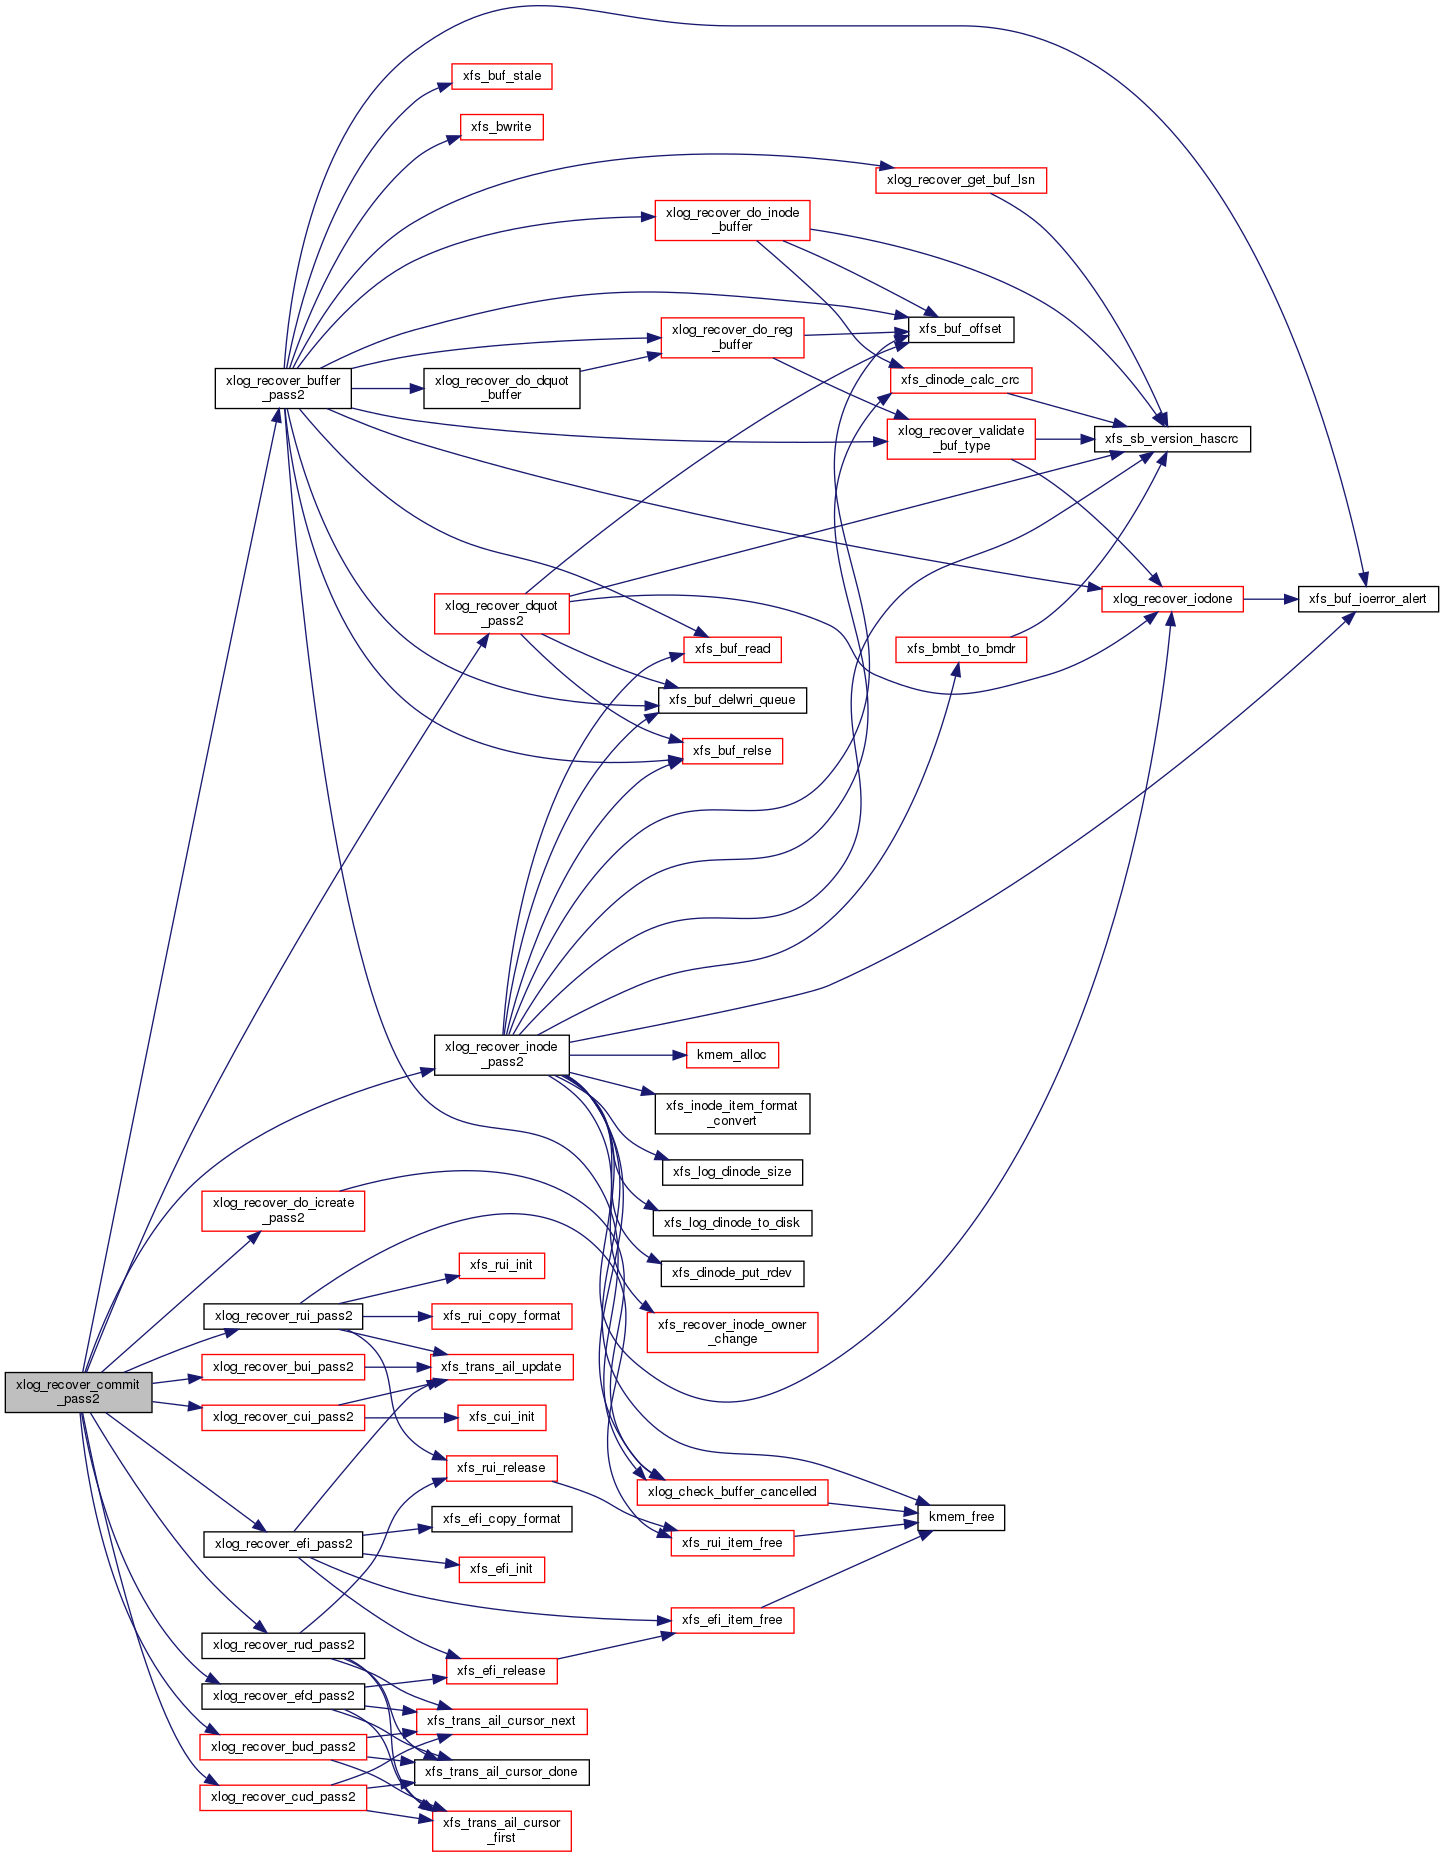 xfs_buf_stale
xfs_bwrite
xlog_recover_get_buf_lsn
xlog_recover_do_inode
_buffer
xfs_buf_offset
xlog_recover_do_reg
_buffer
xlog_recover_buffer
_pass2
xlog_recover_do_dquot
_buffer
xfs_dinode_calc_crc
xlog_recover_validate
_buf_type
xfs_sb_version_hascrc
xlog_recover_dquot
_pass2
xlog_recover_iodone
xfs_buf_ioerror_alert
xfs_buf_read
xfs_bmbt_to_bmdr
xfs_buf_delwri_queue
xfs_buf_relse
xlog_recover_inode
_pass2
kmem_alloc
xfs_inode_item_format
_convert
xfs_log_dinode_size
xlog_recover_do_icreate
_pass2
xfs_log_dinode_to_disk
xfs_rui_init
xfs_dinode_put_rdev
xlog_recover_rui_pass2
xfs_rui_copy_format
xfs_recover_inode_owner
_change
xlog_recover_bui_pass2
xfs_trans_ail_update
xlog_recover_commit
_pass2
xlog_recover_cui_pass2
xfs_cui_init
xfs_rui_release
xlog_check_buffer_cancelled
xfs_efi_copy_format
kmem_free
xlog_recover_efi_pass2
xfs_rui_item_free
xfs_efi_init
xfs_efi_item_free
xlog_recover_rud_pass2
xfs_efi_release
xlog_recover_efd_pass2
xfs_trans_ail_cursor_next
xlog_recover_bud_pass2
xfs_trans_ail_cursor_done
xlog_recover_cud_pass2
xfs_trans_ail_cursor
_first